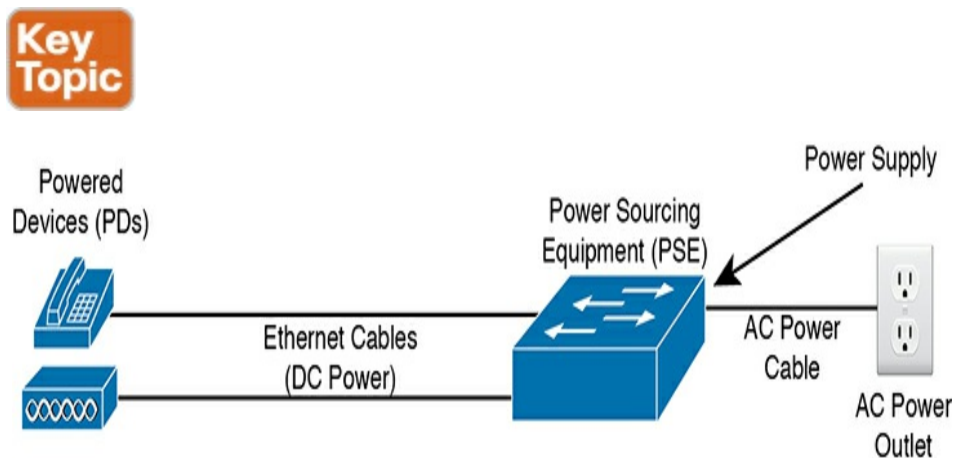 Key
Topic
Power Supply
Powered
Devices (PDs)
Power Sourcing
Equipment (PSE)
Ethernet Cables
(DC Power)
AC Power
Cable
AC Power
Outlet